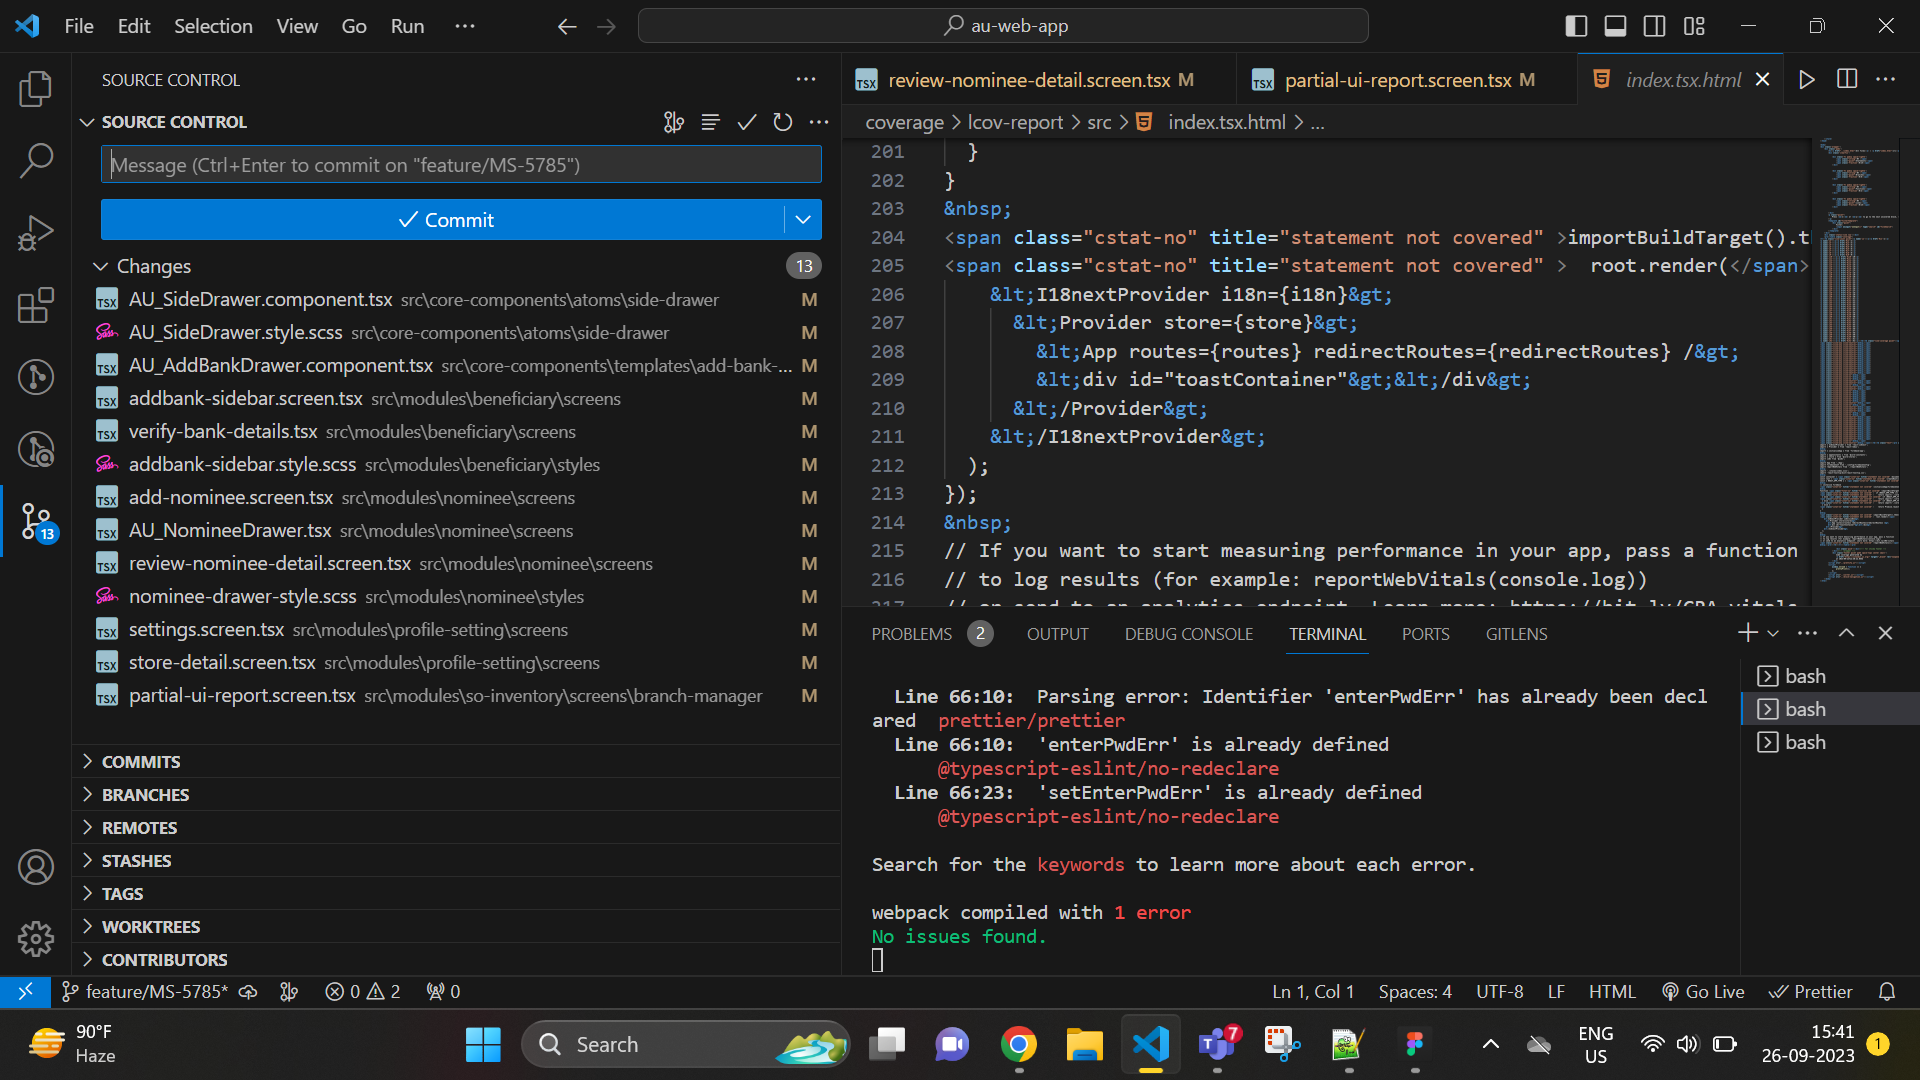 File Edit Selection View Go Run ···
au-web-app
SOURCE CONTROL
SOURCE CONTROL
Message (Ctrl+Enter to commit on "feature/MS-5785")
Commit
Changes 13
AU_SideDrawer.component.tsx src\core-components\atoms\side-drawer M
AU_SideDrawer.style.scss src\core-components\atoms\side-drawer M
AU_AddBankDrawer.component.tsx src\core-components\templates\add-bank-... M
addbank-sidebar.screen.tsx src\modules\beneficiary\screens M
verify-bank-details.tsx src\modules\beneficiary\screens M
addbank-sidebar.style.scss src\modules\beneficiary\styles M
add-nominee.screen.tsx src\modules\nominee\screens M
AU_NomineeDrawer.tsx src\modules\nominee\screens M
review-nominee-detail.screen.tsx src\modules\nominee\screens M
nominee-drawer-style.scss src\modules\nominee\styles M
settings.screen.tsx src\modules\profile-setting\screens M
store-detail.screen.tsx src\modules\profile-setting\screens M
partial-ui-report.screen.tsx src\modules\so-inventory\screens\branch-manager M
COMMITS
BRANCHES
REMOTES
STASHES
TAGS
WORKTREES
CONTRIBUTORS
13
review-nominee-detail.screen.tsx M
partial-ui-report.screen.tsx M
index.tsx.html
coverage > lcov-report > src > index.tsx.html > ...
201 }
202 }
203 &nbsp;
204 <span class="cstat-no" title="statement not covered" >importBuildTarget().t
205 <span class="cstat-no" title="statement not covered" > root.render(</span>
206 &lt;I18nextProvider i18n={i18n}&gt;
207 &lt;Provider store={store}&gt;
208 &lt;App routes={routes} redirectRoutes={redirectRoutes} /&gt;
209 &lt;div id="toastContainer"&gt;&lt;/div&gt;
210 &lt;/Provider&gt;
211 &lt;/I18nextProvider&gt;
212 );
213 });
214 &nbsp;
215 // If you want to start measuring performance in your app, pass a function
216 // to log results (for example: reportWebVitals(console.log))
PROBLEMS 2 OUTPUT DEBUG CONSOLE TERMINAL PORTS GITLENS
Line 66:10: Parsing error: Identifier 'enterPwdErr' has already been decl
ared prettier/prettier
Line 66:10: 'enterPwdErr' is already defined
@typescript-eslint/no-redeclare
Line 66:23: 'setEnterPwdErr' is already defined
@typescript-eslint/no-redeclare
Search for the keywords to learn more about each error.
webpack compiled with 1 error
No issues found.
bash
bash
bash
feature/MS-5785* 0 2 0
Ln 1, Col 1 Spaces: 4 UTF-8 LF HTML Go Live Prettier
90°F
Haze
Search
7
ENG
US
15:41
26-09-2023
1